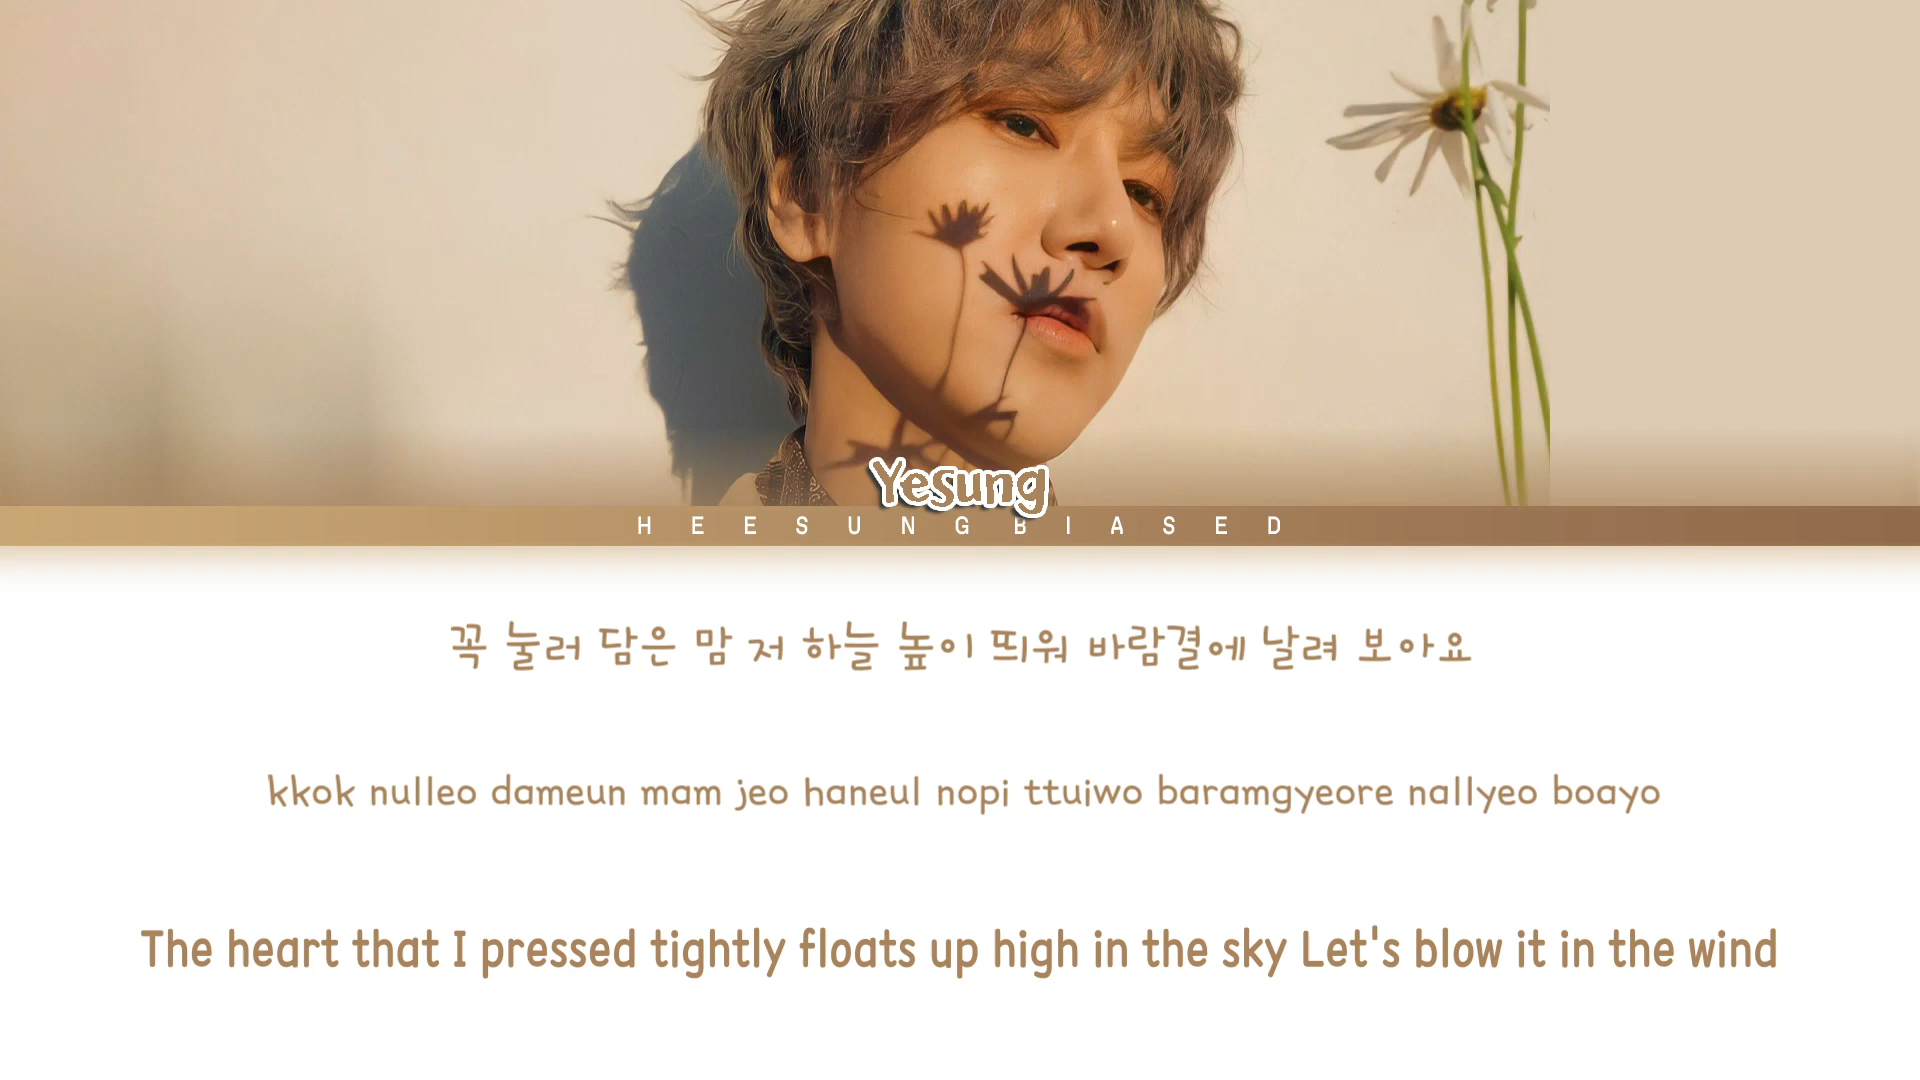 Yesung
HEESUNGBIASED
꼭 눌러 담은 맘 저 하늘 높이 띄워 바람결에 날려 보아요
kkok nulleo dameun mam jeo haneul nopi ttuiwo baramgyeore nallyeo boayo
The heart that I pressed tightly floats up high in the sky Let's blow it in the wind